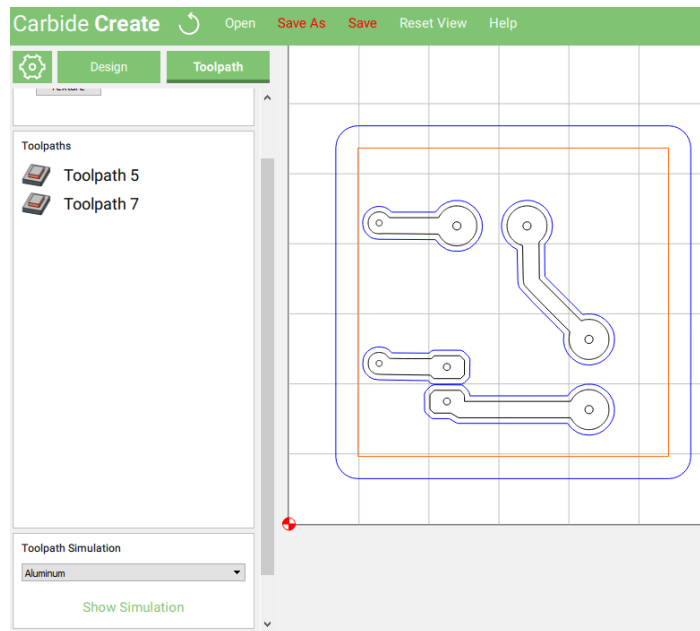 Carbide Create Open Save As Save Reset View Help
Design Toolpath
Texture
Toolpaths
Toolpath 5
Toolpath 7
Toolpath Simulation
Aluminum
Show Simulation